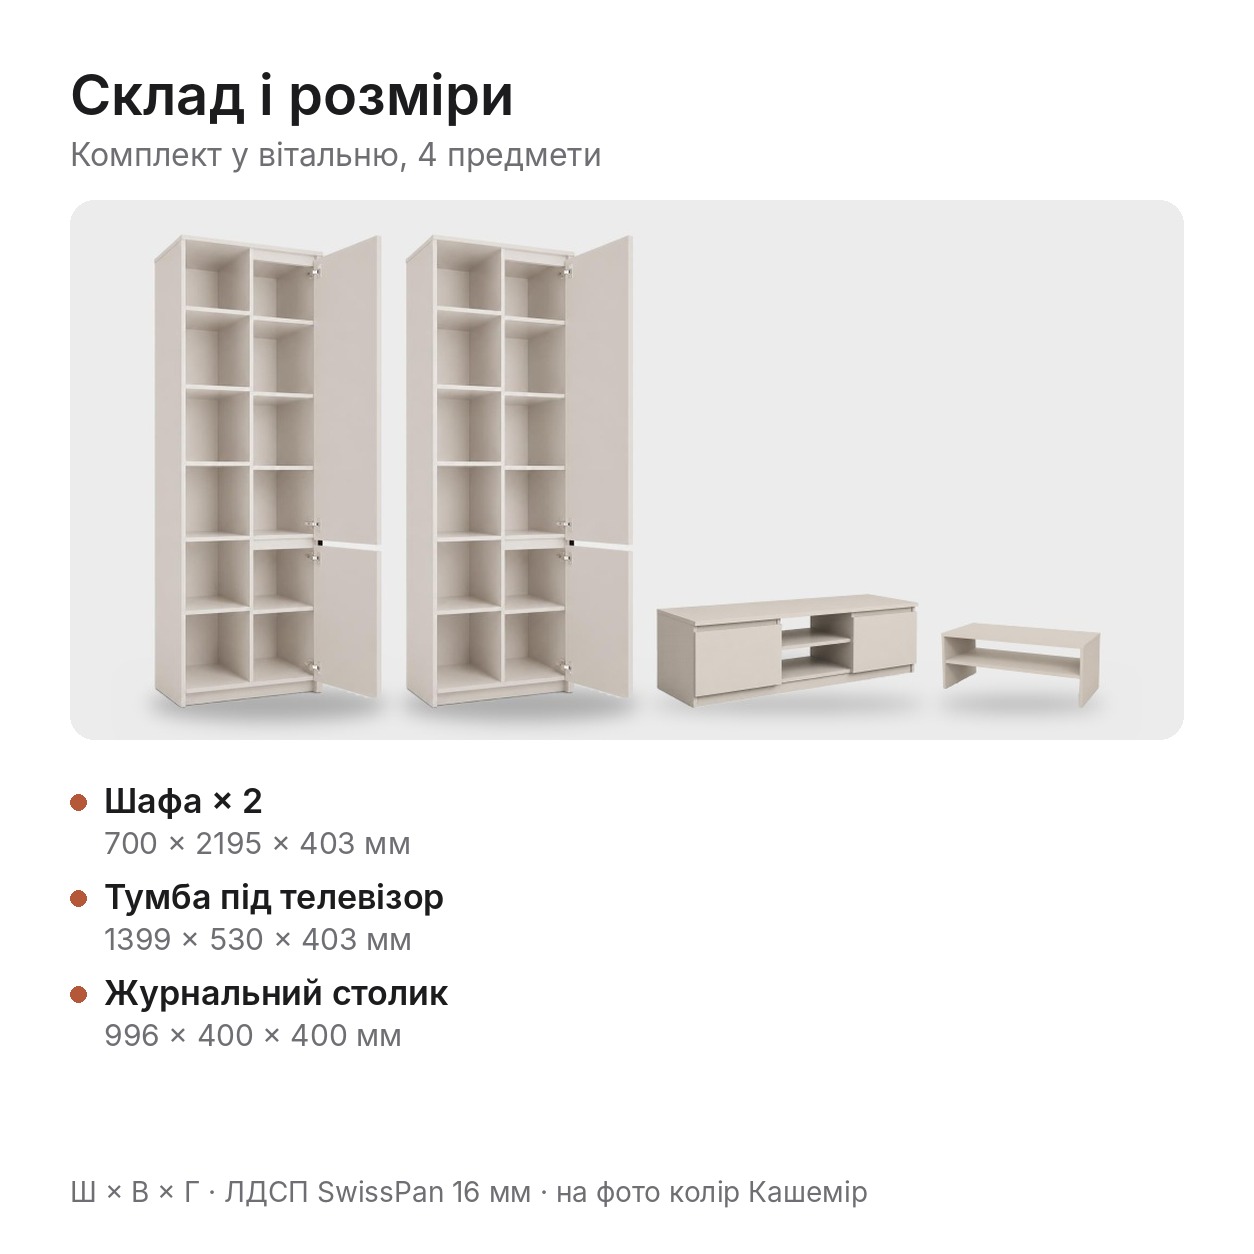 Склад і розміри
Комплект у вітальню, 4 предмети
Шафа × 2
700 × 2195 × 403 мм
Тумба під телевізор
1399 × 530 × 403 мм
Журнальний столик
996 × 400 × 400 мм
Ш × В × Г · ЛДСП SwissPan 16 мм · на фото колір Кашемір